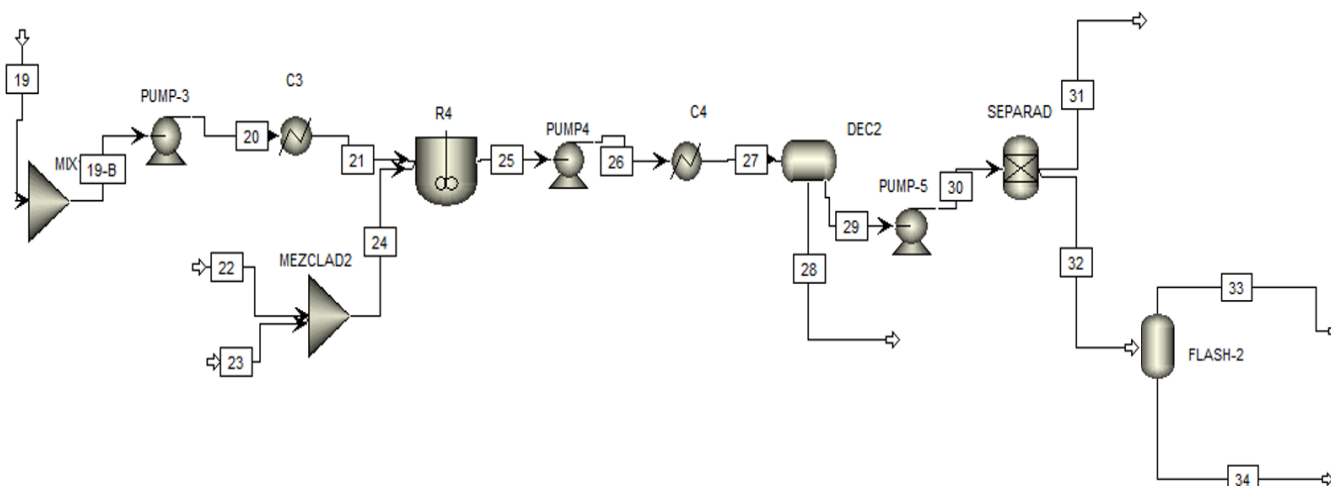 19
MIX
19-B
PUMP-3
20
C3
21
R4
22
23
MEZCLAD2
24
25
PUMP4
26
C4
27
DEC2
28
29
PUMP-5
30
SEPARAD
31
32
33
FLASH-2
34